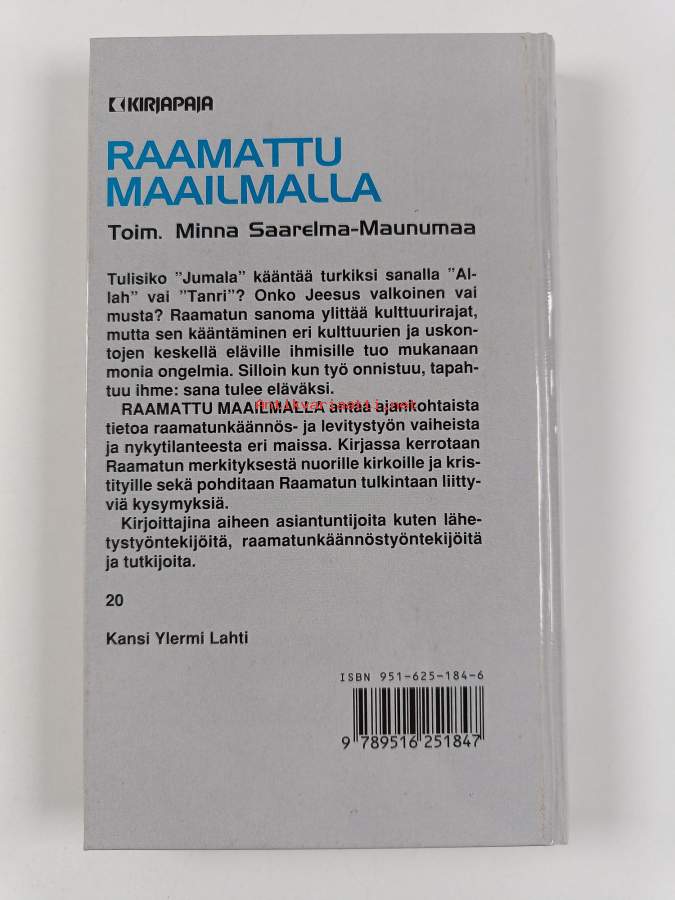 KIRJAPAJA
RAAMATTU
MAAILMALLA
Toim. Minna Saarelma-Maunumaa
Tulisiko ”Jumala” kääntää turkiksi sanalla ”Al-
lah” vai ”Tanri”? Onko Jeesus valkoinen vai
musta? Raamatun sanoma ylittää kulttuurirajat,
mutta sen kääntäminen eri kulttuurien ja uskon-
tojen keskellä eläville ihmisille tuo mukanaan
monia ongelmia. Silloin kun työ onnistuu, tapah-
tuu ihme: sana tulee eläväksi.
RAAMATTU MAAILMALLA antaa ajankohtaista
Antikvariaatti.net
tietoa raamatunkäännös- ja levitystyön vaiheista
ja nykytilanteesta eri maissa. Kirjassa kerrotaan
Raamatun merkityksestä nuorille kirkoille ja kris-
tityille sekä pohditaan Raamatun tulkintaan liitty-
viä kysymyksiä.
Kirjoittajina aiheen asiantuntijoita kuten lähe-
tystyöntekijöitä, raamatunkäännöstyöntekijöitä
ja tutkijoita.
20
Kansi Ylermi Lahti
ISBN 951-625-184-6
9 789516 251847